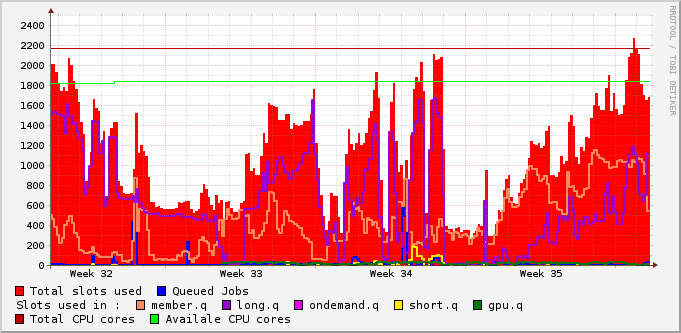 RRDTOOL / TOBI OETIKER
2400
2200
2000
1800
1600
1400
1200
1000
800
600
400
200
0
Week 32 Week 33 Week 34 Week 35
Total slots used Queued Jobs
Slots used in : member.q long.q ondemand.q short.q gpu.q
Total CPU cores Availale CPU cores